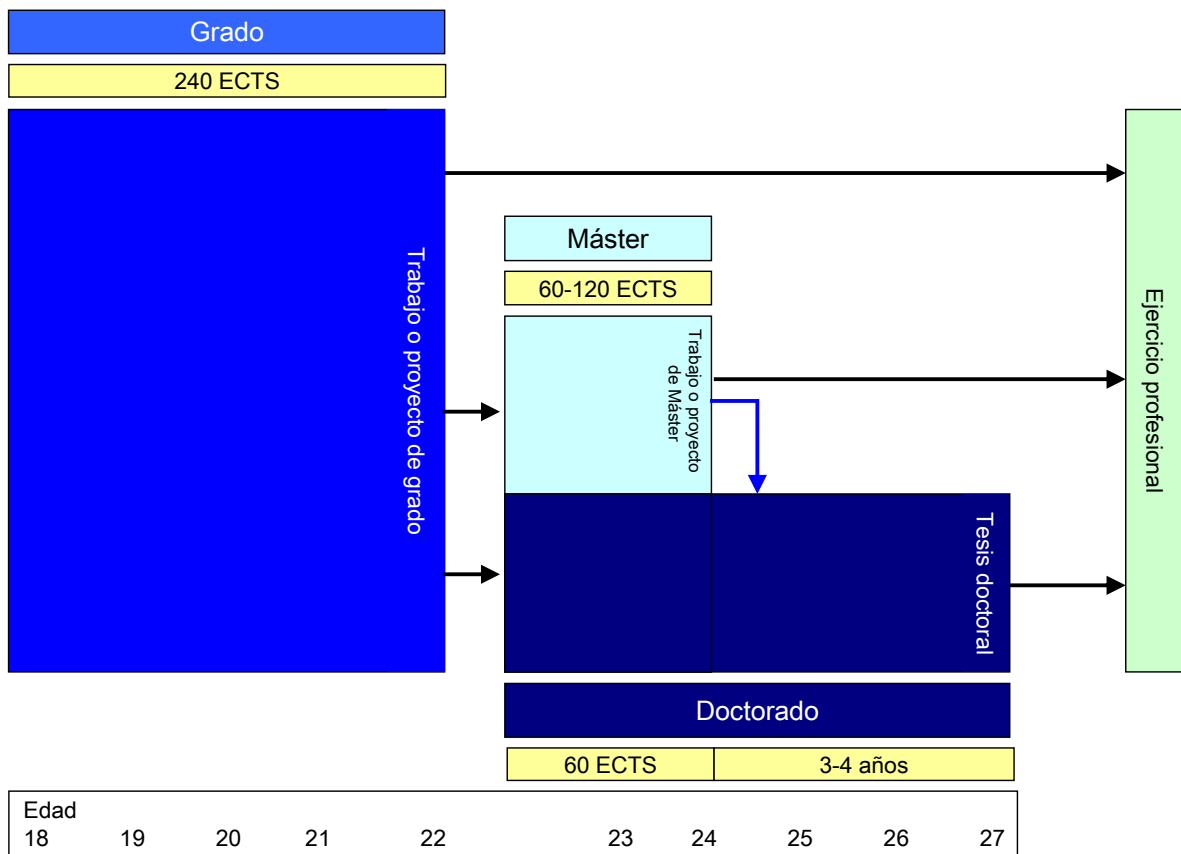 Grado
240 ECTS
Trabajo o proyecto de grado
Máster
60-120 ECTS
Trabajo o proyecto
de Máster
Ejercicio profesional
Tesis doctoral
Doctorado
60 ECTS
3-4 años
Edad
18 19 20 21 22 23 24 25 26 27